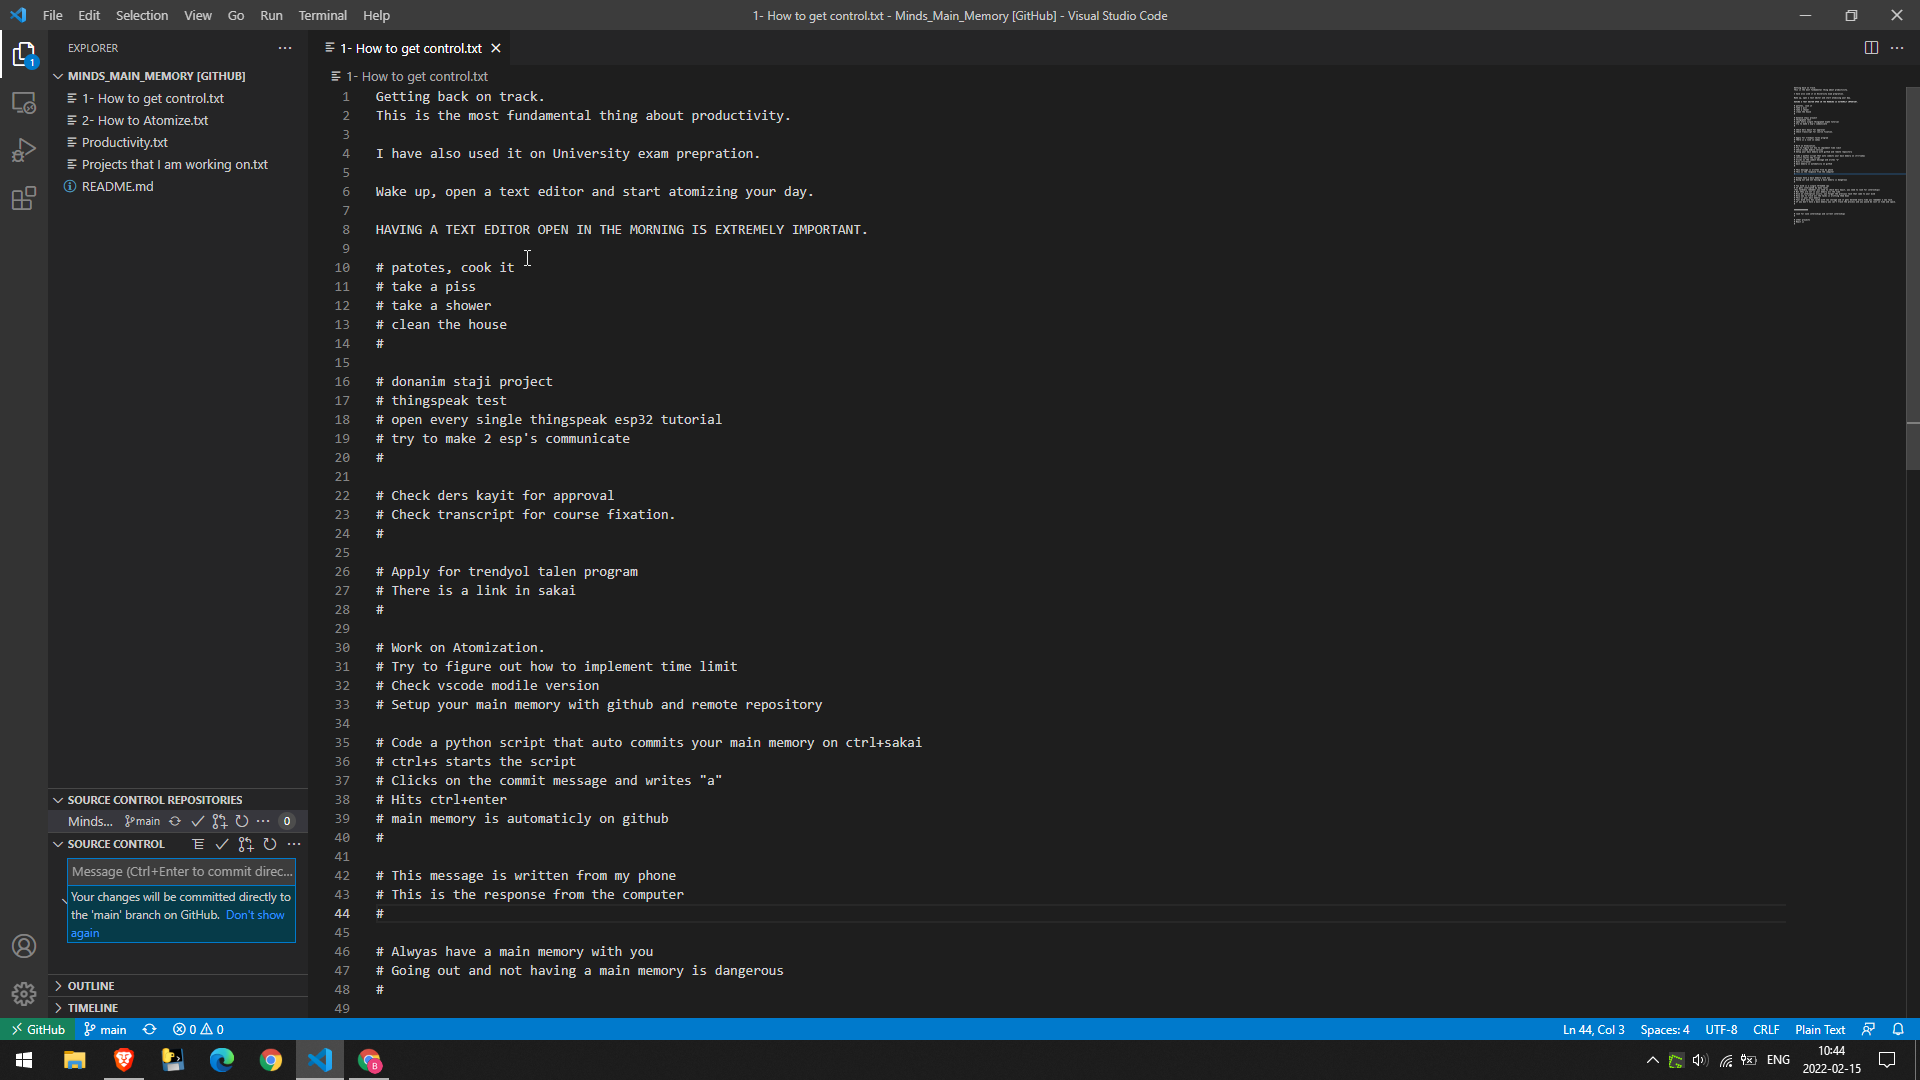 File Edit Selection View Go Run Terminal Help
1- How to get control.txt - Minds_Main_Memory [GitHub] - Visual Studio Code
EXPLORER
MINDS_MAIN_MEMORY [GITHUB]
1- How to get control.txt
2- How to Atomize.txt
Productivity.txt
Projects that I am working on.txt
README.md
1
SOURCE CONTROL REPOSITORIES
Minds... main 0
SOURCE CONTROL
Message (Ctrl+Enter to commit direc...
Your changes will be committed directly to
the 'main' branch on GitHub. Don't show
again
OUTLINE
TIMELINE
1- How to get control.txt
1- How to get control.txt
1 Getting back on track.
2 This is the most fundamental thing about productivity.
3
4 I have also used it on University exam prepration.
5
6 Wake up, open a text editor and start atomizing your day.
7
8 HAVING A TEXT EDITOR OPEN IN THE MORNING IS EXTREMELY IMPORTANT.
9
10 # patotes, cook it
11 # take a piss
12 # take a shower
13 # clean the house
14 #
15
16 # donanim staji project
17 # thingspeak test
18 # open every single thingspeak esp32 tutorial
19 # try to make 2 esp's communicate
20 #
21
22 # Check ders kayit for approval
23 # Check transcript for course fixation.
24 #
25
26 # Apply for trendyol talen program
27 # There is a link in sakai
28 #
29
30 # Work on Atomization.
31 # Try to figure out how to implement time limit
32 # Check vscode modile version
33 # Setup your main memory with github and remote repository
34
35 # Code a python script that auto commits your main memory on ctrl+sakai
36 # ctrl+s starts the script
37 # Clicks on the commit message and writes "a"
38 # Hits ctrl+enter
39 # main memory is automaticly on github
40 #
41
42 # This message is written from my phone
43 # This is the response from the computer
44 #
45
46 # Alwyas have a main memory with you
47 # Going out and not having a main memory is dangerous
48 #
49
GitHub main 0 0
Ln 44, Col 3 Spaces: 4 UTF-8 CRLF Plain Text
B
ENG
10:44
2022-02-15